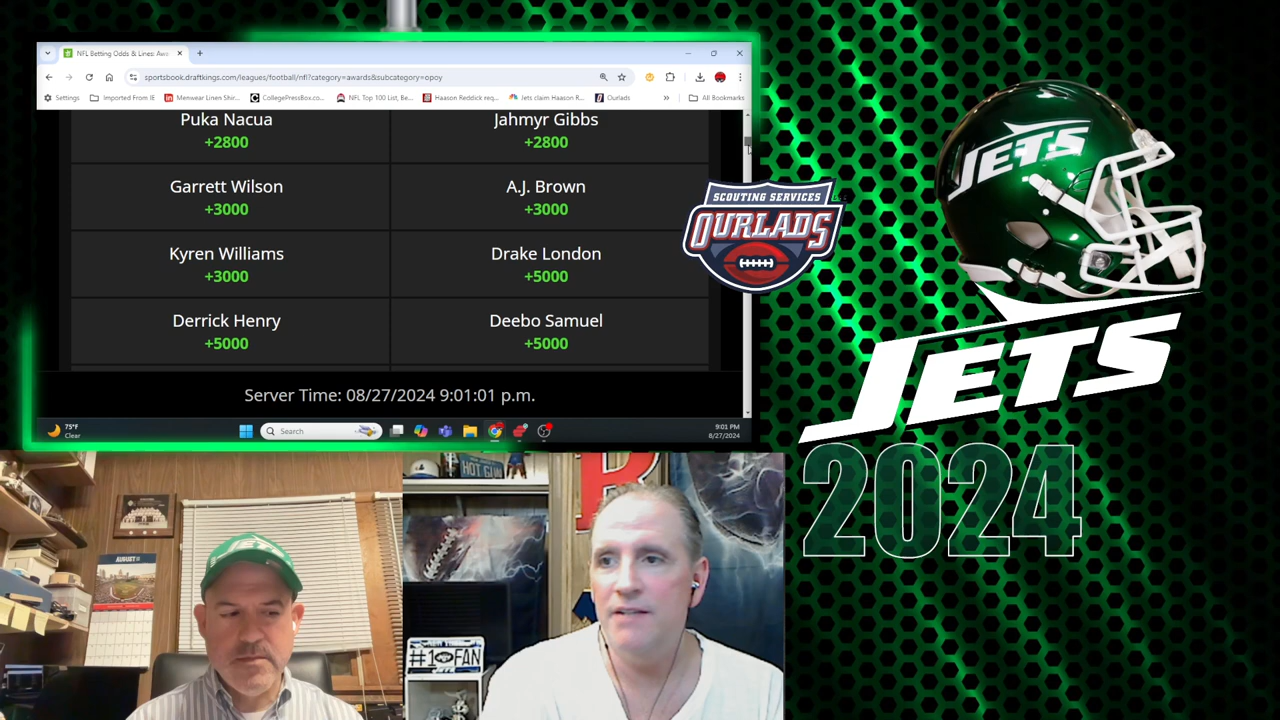 NFL Betting Odds & Lines: Awa
sportsbook.draftkings.com/leagues/football/nfl?category=awards&subcategory=opoy
Settings
Imported From IE
Menwear Linen Shir...
CollegePressBox.co...
NFL Top 100 List, Be...
Haason Reddick req...
Jets claim Haason R...
Ourlads
»
All Bookmarks
Puka Nacua
+2800
Jahmyr Gibbs
+2800
Garrett Wilson
+3000
A.J. Brown
+3000
Kyren Williams
+3000
Drake London
+5000
Derrick Henry
+5000
Deebo Samuel
+5000
Server Time: 08/27/2024 9:01:01 p.m.
75°F
Clear
Search
9:01 PM
8/27/2024
SCOUTING SERVICES
OURLADS
JETS
JETS
2024
AUGUST
HOT GUN
R
JETS
#1 FAN